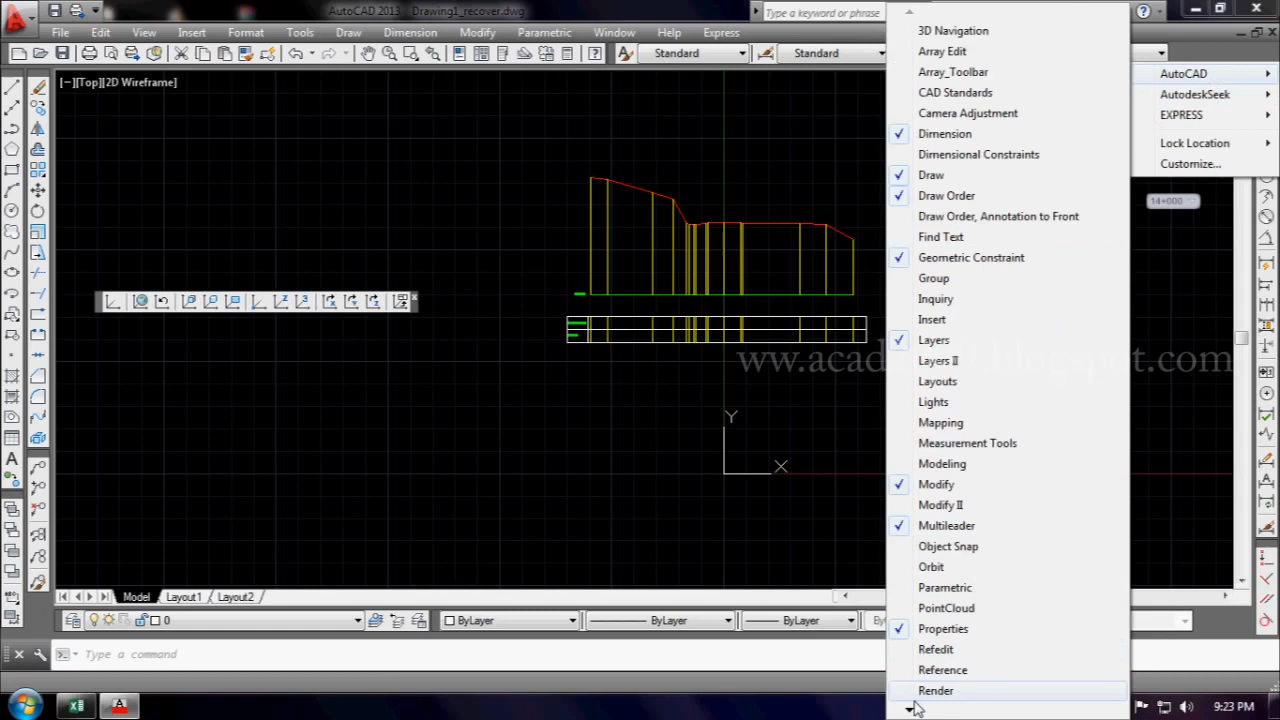 AutoCAD 2013 Drawing1_recover.dwg
Type a keyword or phrase
File Edit View Insert Format Tools Draw Dimension Modify Parametric Window Help Express
Standard Standard
[−][Top][2D Wireframe]
3D Navigation
Array Edit
Array_Toolbar
CAD Standards
Camera Adjustment
Dimension
Dimensional Constraints
Draw
Draw Order
Draw Order, Annotation to Front
Find Text
Geometric Constraint
Group
Inquiry
Insert
Layers
Layers II
Layouts
Lights
Mapping
Measurement Tools
Modeling
Modify
Modify II
Multileader
Object Snap
Orbit
Parametric
PointCloud
Properties
Refedit
Reference
Render
AutoCAD
AutodeskSeek
EXPRESS
Lock Location
Customize...
14+000
Y
X
Model Layout1 Layout2
0 ByLayer ByLayer ByLayer
Type a command
9:23 PM